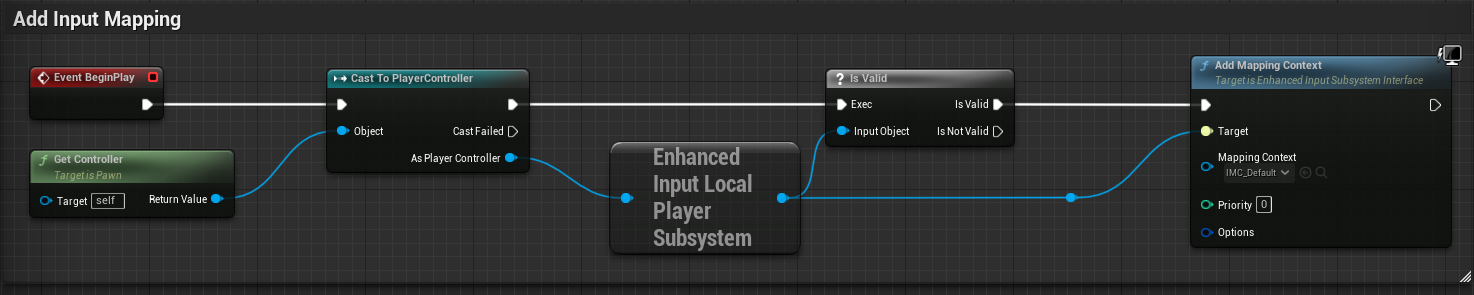 Add Input Mapping
Event BeginPlay
Get Controller
Target is Pawn
Target self Return Value
Cast To PlayerController
Object
Cast Failed
As Player Controller
Enhanced
Input Local
Player
Subsystem
? Is Valid
Exec Is Valid
Input Object Is Not Valid
f Add Mapping Context
Target is Enhanced Input Subsystem Interface
Target
Mapping Context
IMC_Default
Priority 0
Options